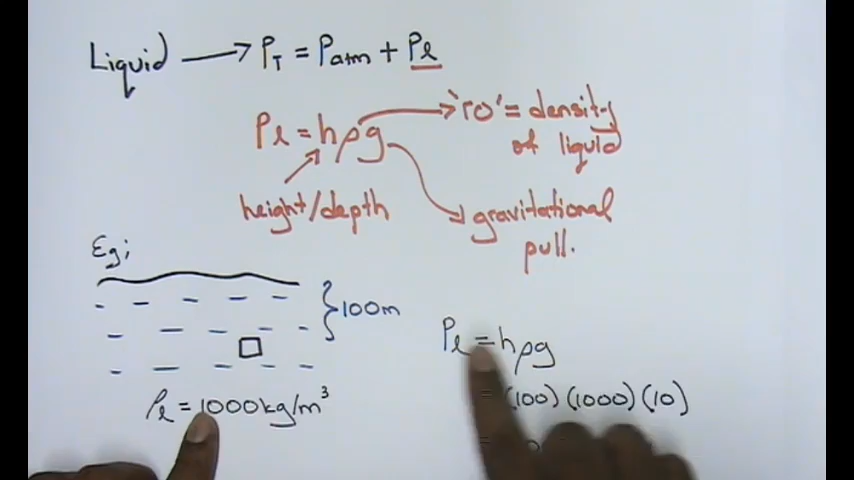 Liquid → P_T = Patm + Pℓ
Pℓ = hρg
'ro' = density
of liquid
height/depth
gravitational
pull.
Eg;
100m
ρℓ = 1000kg/m³
Pℓ = hρg
= (100) (1000) (10)
=